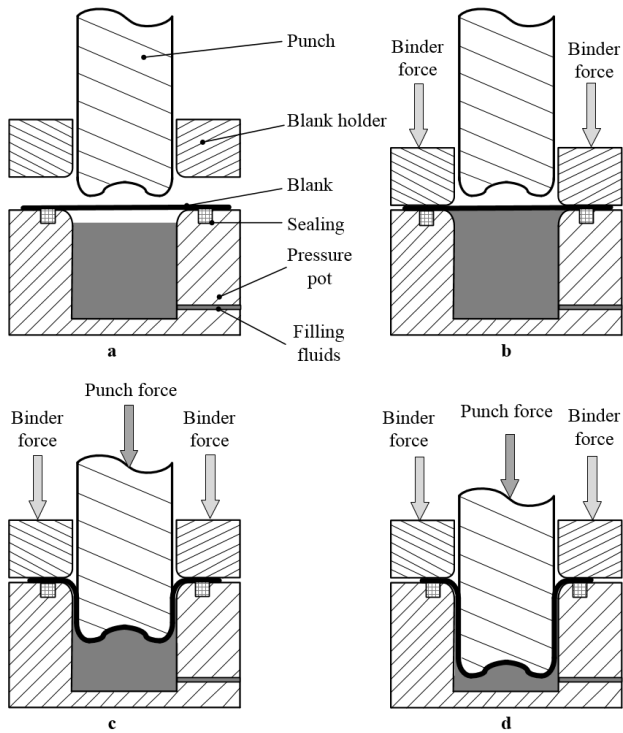 Punch
Blank holder
Blank
Sealing
Pressure
pot
Filling
fluids
a
Binder
force
Binder
force
b
Punch force
Binder
force
Binder
force
c
Punch force
Binder
force
Binder
force
d